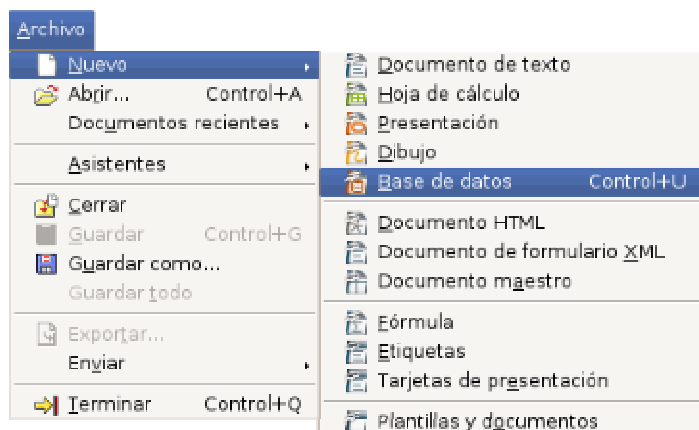 Archivo
Nuevo
Abrir... Control+A
Documentos recientes
Asistentes
Cerrar
Guardar Control+G
Guardar como...
Guardar todo
Exportar...
Enviar
Terminar Control+Q
Documento de texto
Hoja de cálculo
Presentación
Dibujo
Base de datos Control+U
Documento HTML
Documento de formulario XML
Documento maestro
Fórmula
Etiquetas
Tarjetas de presentación
Plantillas y documentos